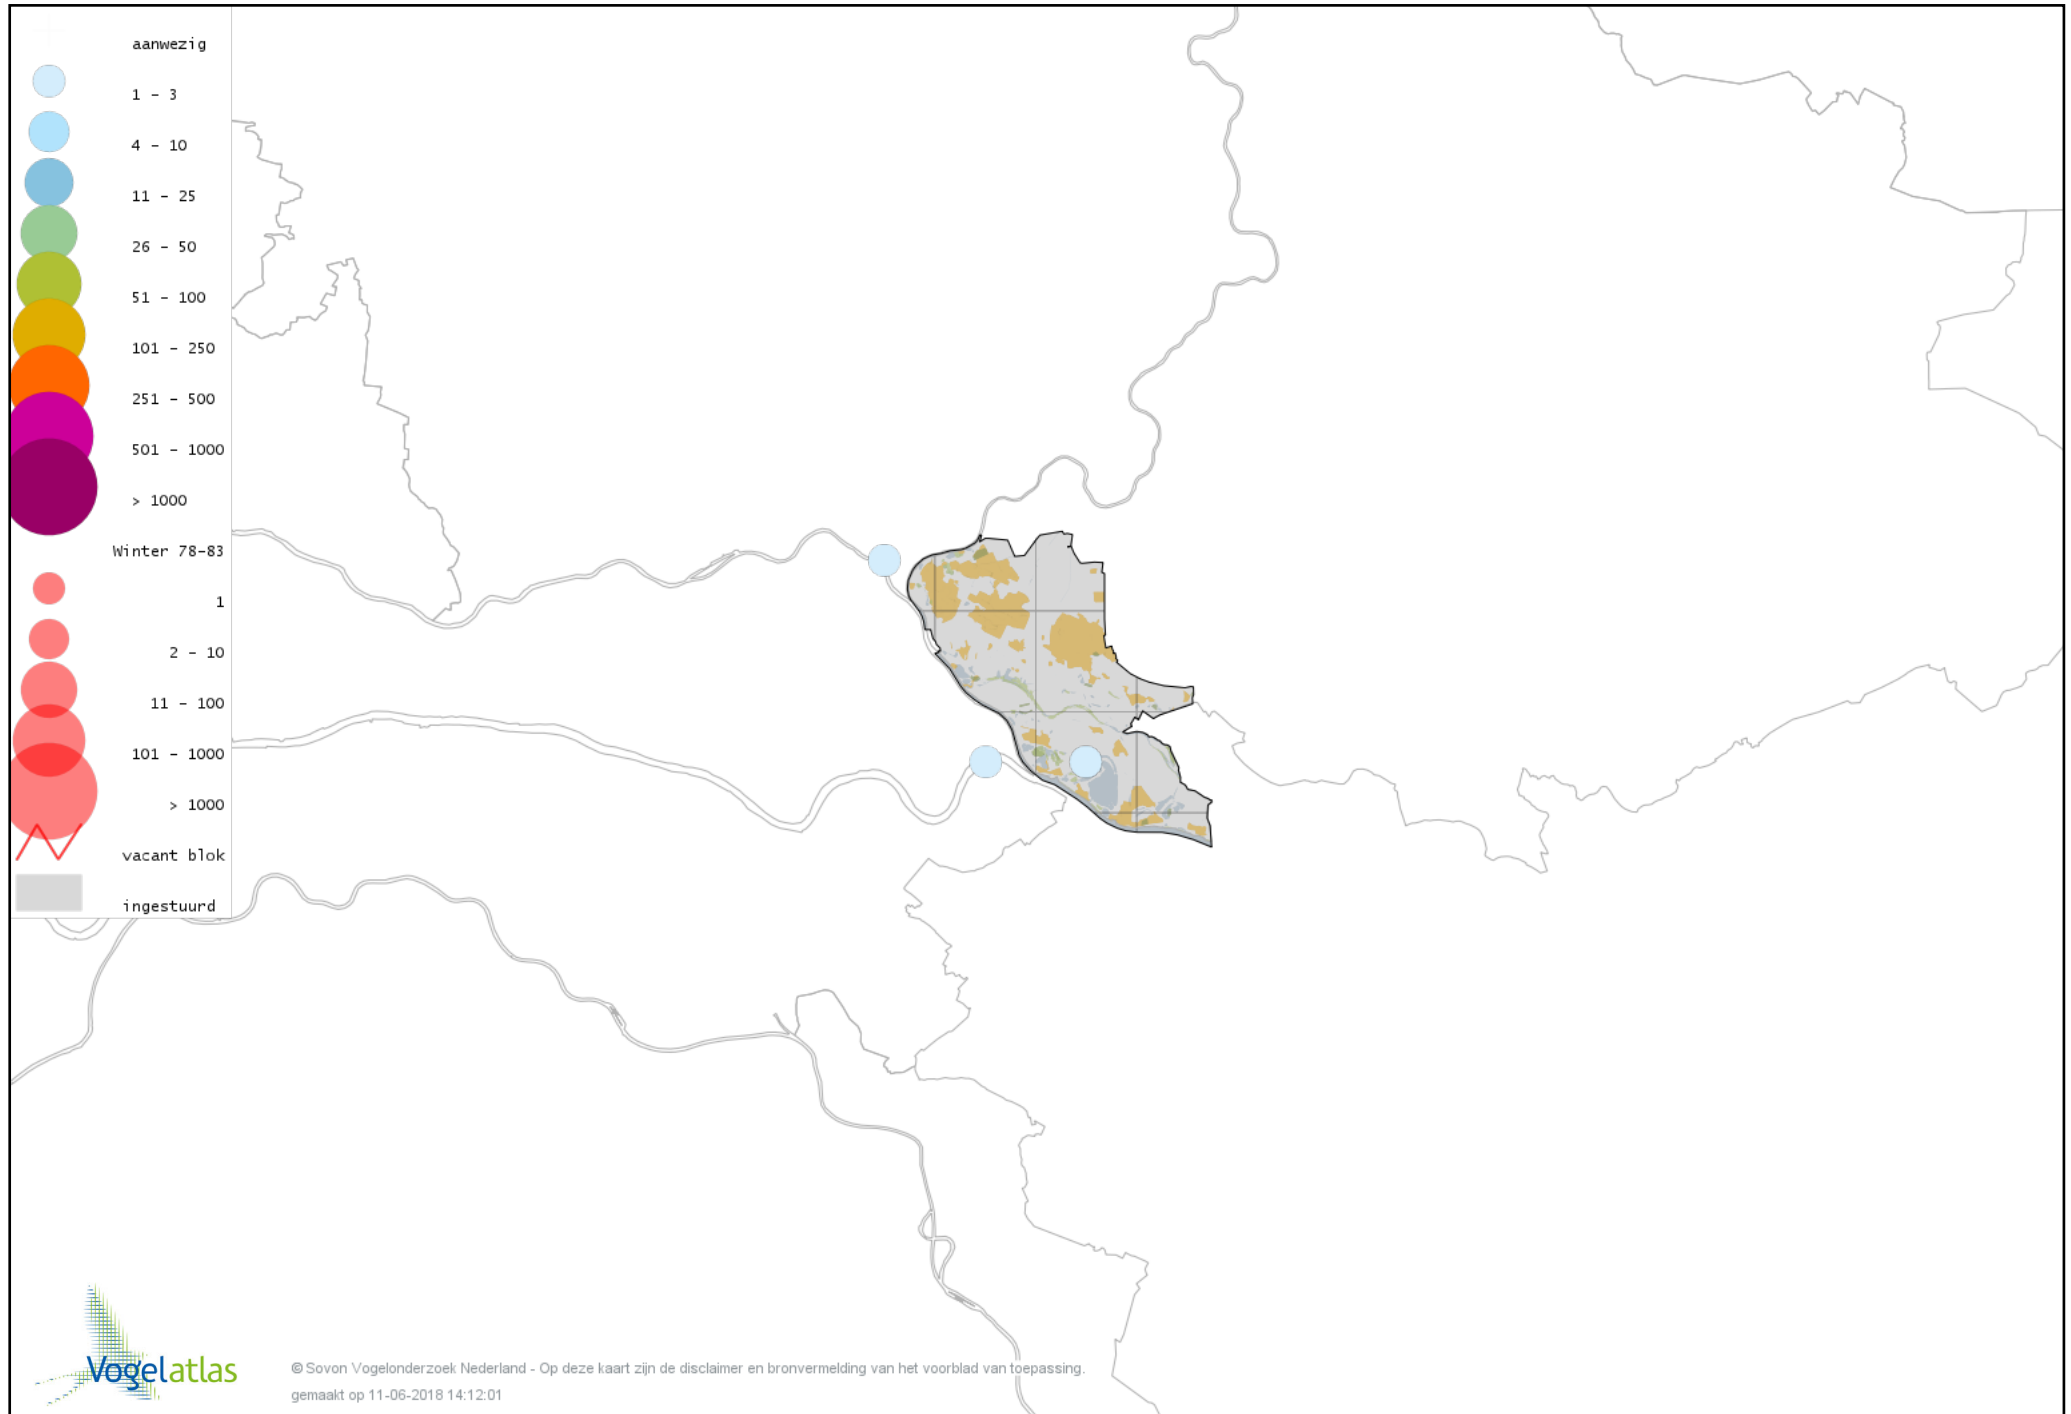 aanwezig
1 - 3
4 - 10
11 - 25
26 - 50
51 - 100
101 - 250
251 - 500
501 - 1000
> 1000
Winter 78-83
1
2 - 10
11 - 100
101 - 1000
> 1000
vacant blok
ingestuurd
Vogelatlas
© Sovon Vogelonderzoek Nederland - Op deze kaart zijn de disclaimer en bronvermelding van het voorblad van toepassing.
gemaakt op 11-06-2018 14:12:01